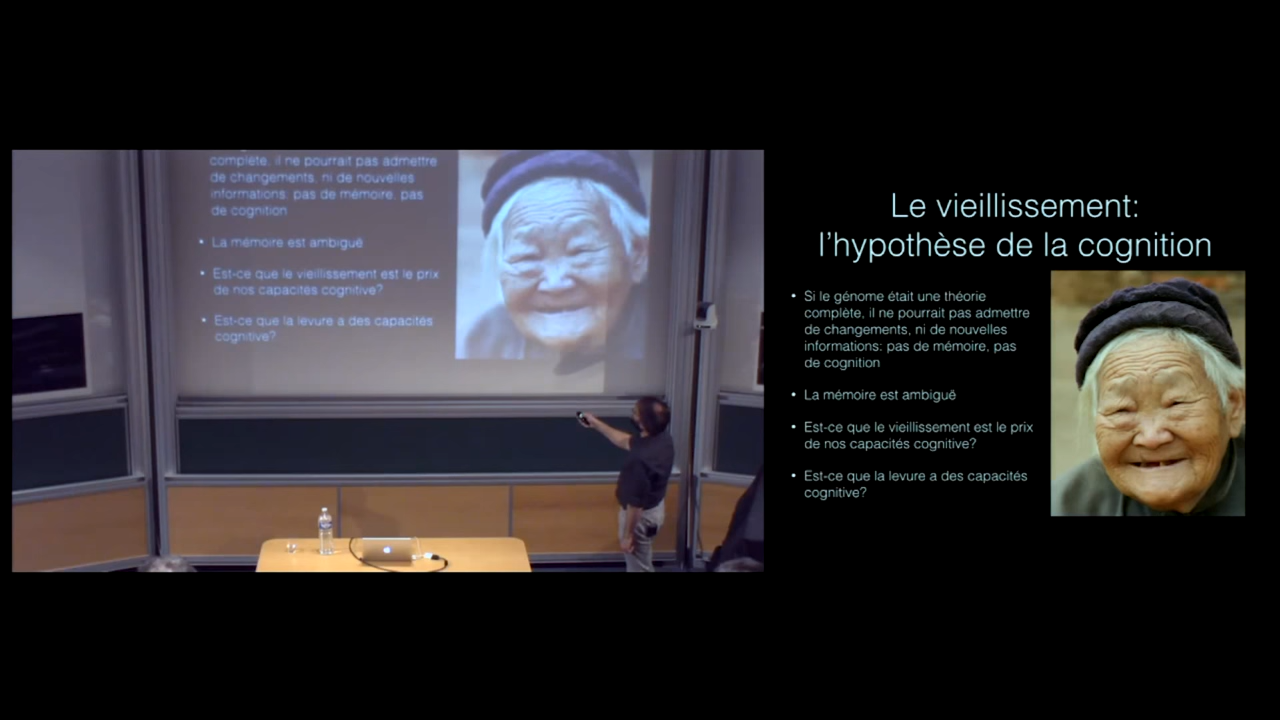 complète, il ne pourrait pas admettre
de changements, ni de nouvelles
informations: pas de mémoire, pas
de cognition
• La mémoire est ambiguë
• Est-ce que le vieillissement est le prix
de nos capacités cognitive?
• Est-ce que la levure a des capacités
cognitive?
Le vieillissement:
l'hypothèse de la cognition
• Si le génome était une théorie
complète, il ne pourrait pas admettre
de changements, ni de nouvelles
informations: pas de mémoire, pas
de cognition
• La mémoire est ambiguë
• Est-ce que le vieillissement est le prix
de nos capacités cognitive?
• Est-ce que la levure a des capacités
cognitive?